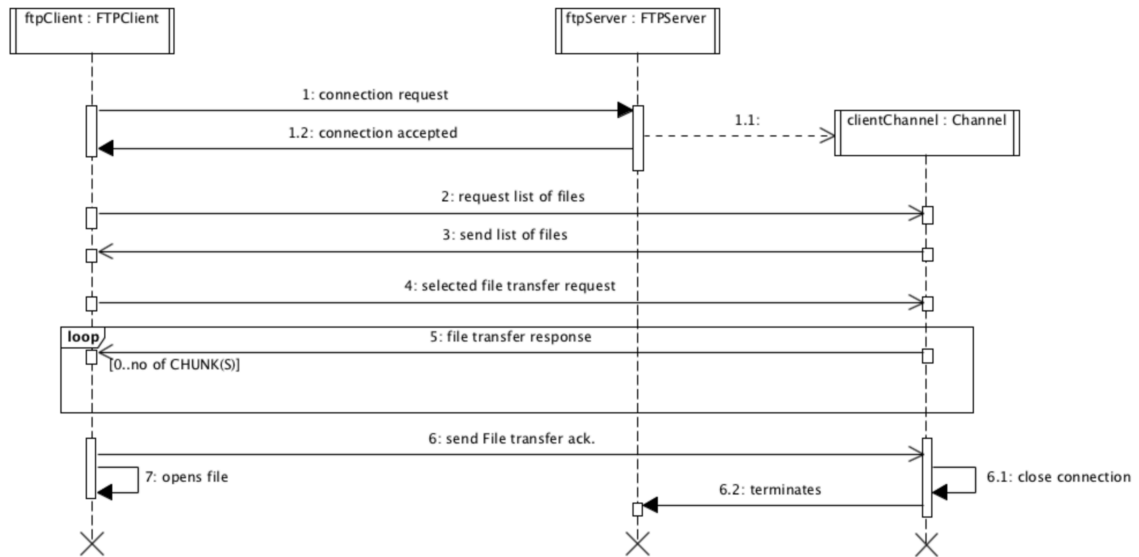 ftpClient : FTPClient
ftpServer : FTPServer
1: connection request
1.1:
clientChannel : Channel
1.2: connection accepted
2: request list of files
3: send list of files
4: selected file transfer request
loop
5: file transfer response
[0..no of CHUNK(S)]
6: send File transfer ack.
7: opens file
6.1: close connection
6.2: terminates